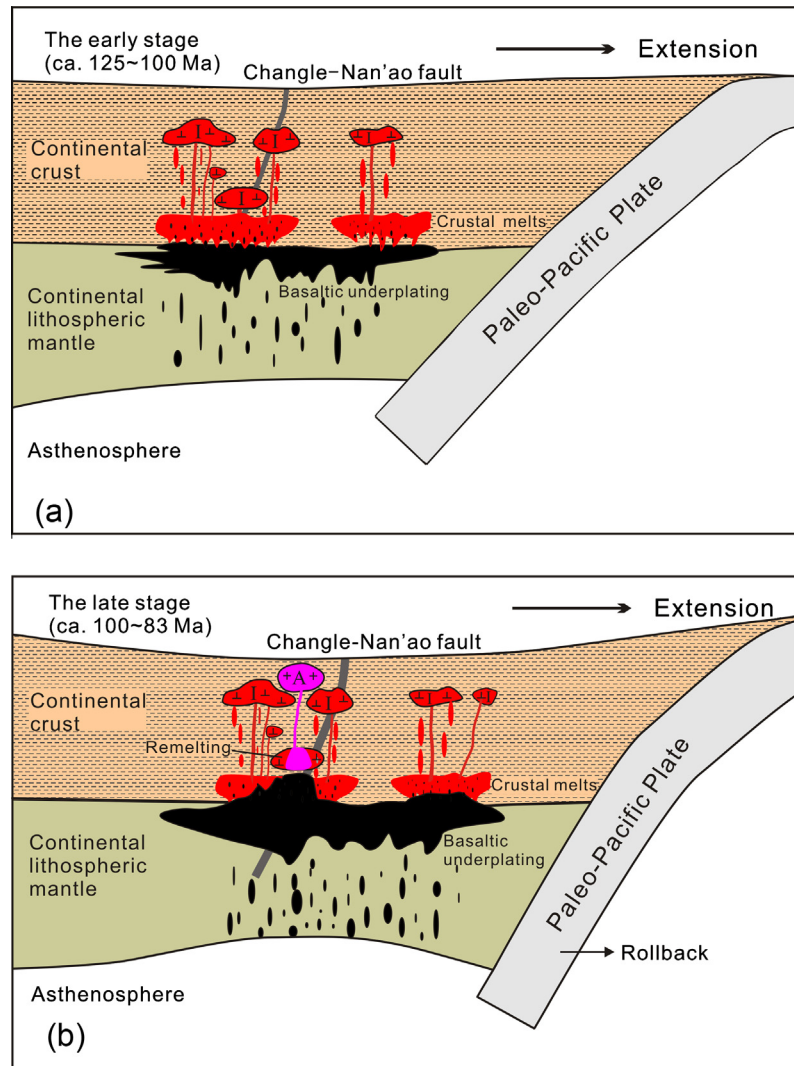 The early stage
(ca. 125~100 Ma)
Extension
Changle−Nan'ao fault
I
I
I
Continental
crust
I
Crustal melts
Paleo-Pacific Plate
Basaltic underplating
Continental
lithospheric
mantle
Asthenosphere
(a)
The late stage
(ca. 100~83 Ma)
Extension
Changle-Nan'ao fault
+A+
I
I
I
I
Continental
crust
Remelting
Crustal melts
Paleo-Pacific Plate
Continental
lithospheric
mantle
Basaltic
underplating
Rollback
Asthenosphere
(b)